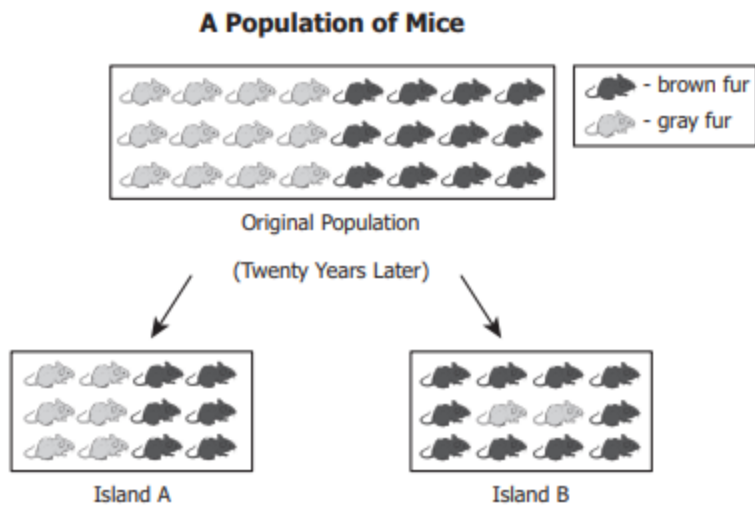 A Population of Mice
- brown fur
- gray fur
Original Population
(Twenty Years Later)
Island A
Island B